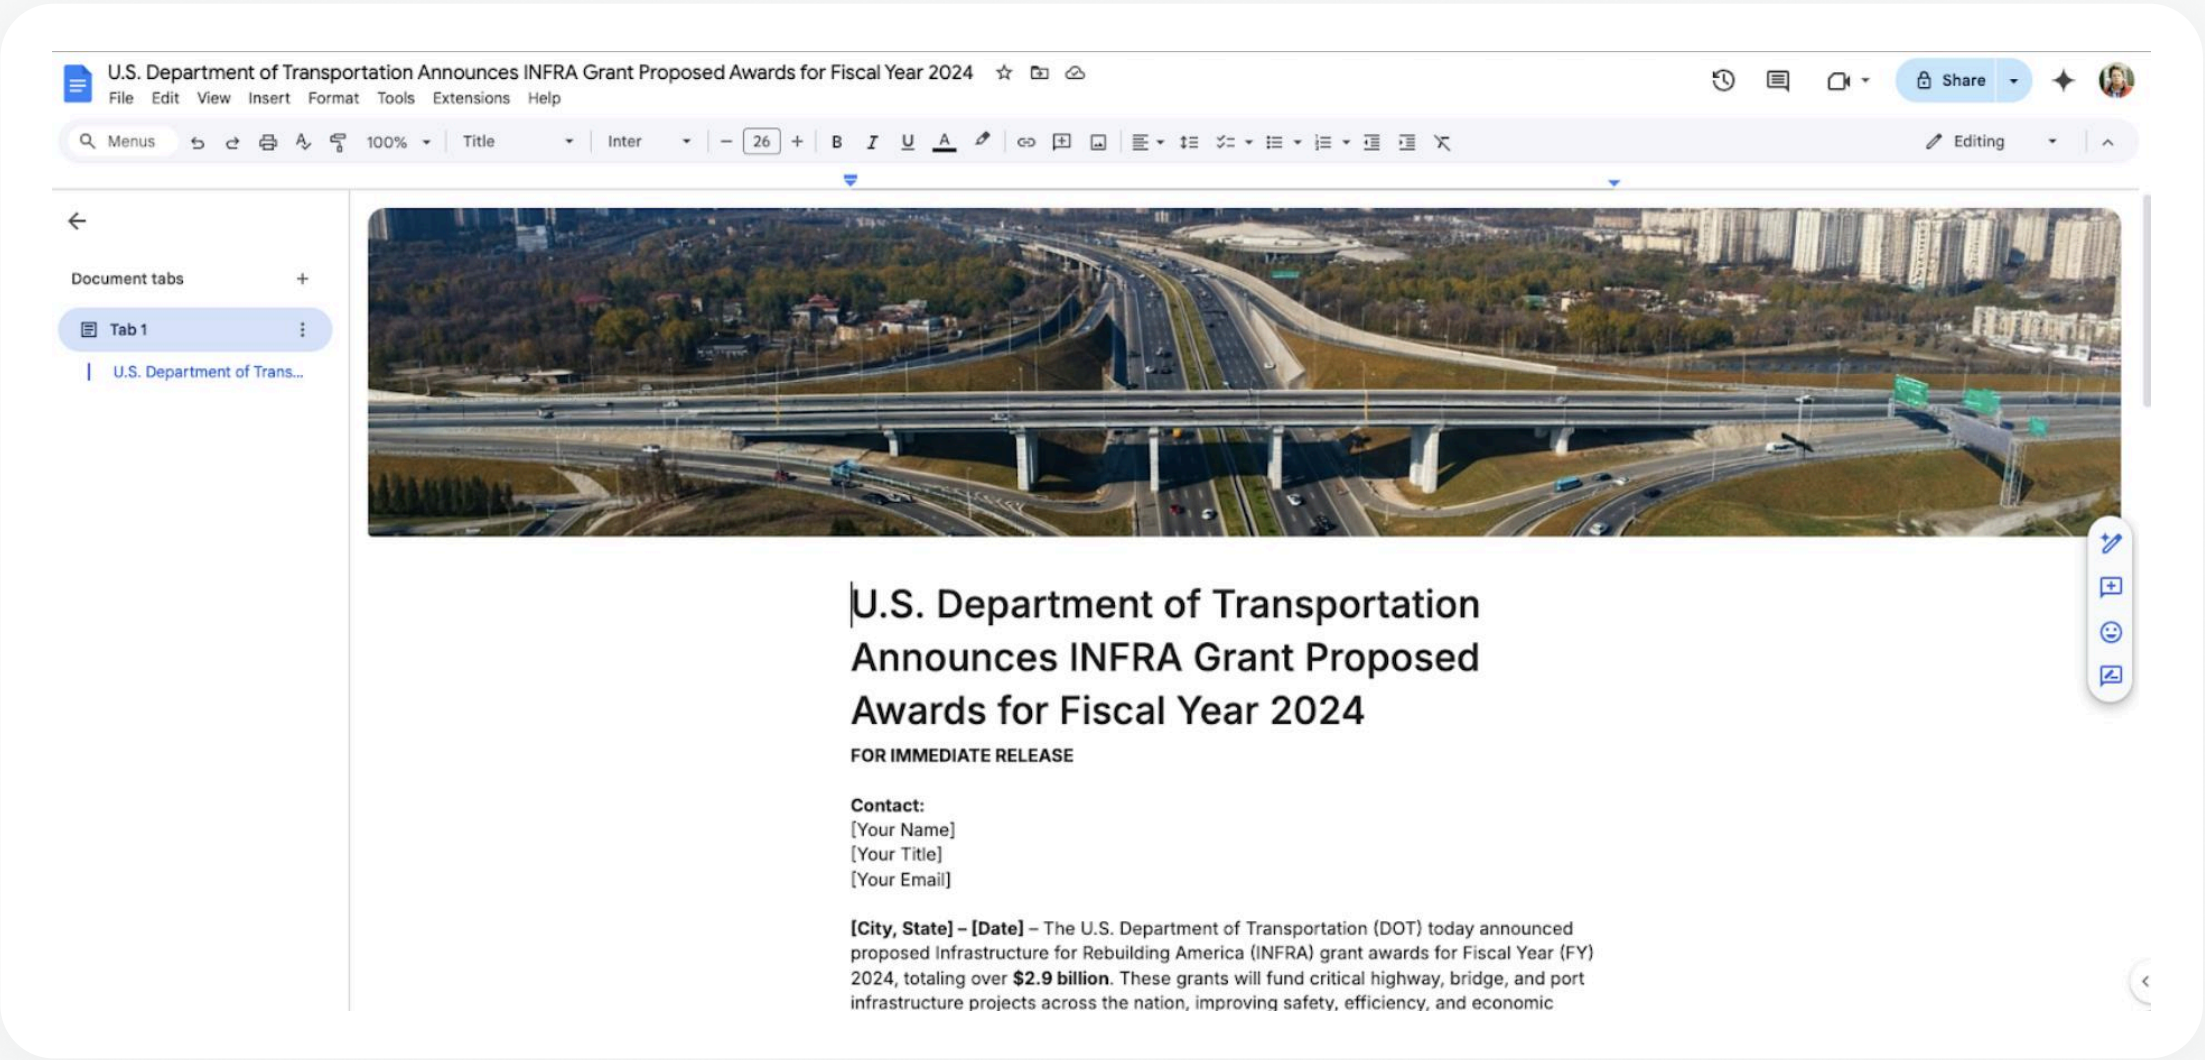 U.S. Department of Transportation Announces INFRA Grant Proposed Awards for Fiscal Year 2024
File Edit View Insert Format Tools Extensions Help
Share
Menus
100%
Title
Inter
26
B I U A
Editing
Document tabs
Tab 1
U.S. Department of Trans...
U.S. Department of Transportation
Announces INFRA Grant Proposed
Awards for Fiscal Year 2024
FOR IMMEDIATE RELEASE
Contact:
[Your Name]
[Your Title]
[Your Email]
[City, State] – [Date] – The U.S. Department of Transportation (DOT) today announced
proposed Infrastructure for Rebuilding America (INFRA) grant awards for Fiscal Year (FY)
2024, totaling over $2.9 billion. These grants will fund critical highway, bridge, and port
infrastructure projects across the nation, improving safety, efficiency, and economic